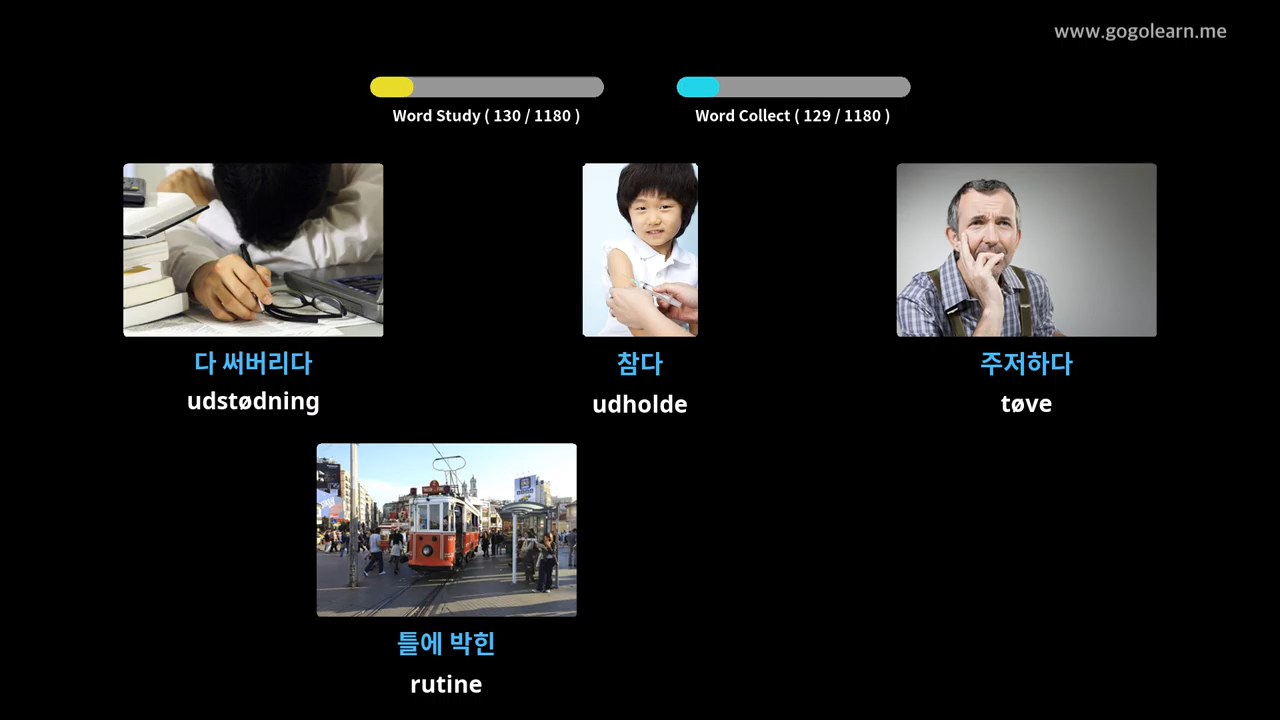 www.gogolearn.me
Word Study ( 130 / 1180 )
Word Collect ( 129 / 1180 )
다 써버리다
udstødning
참다
udholde
주저하다
tøve
틀에 박힌
rutine